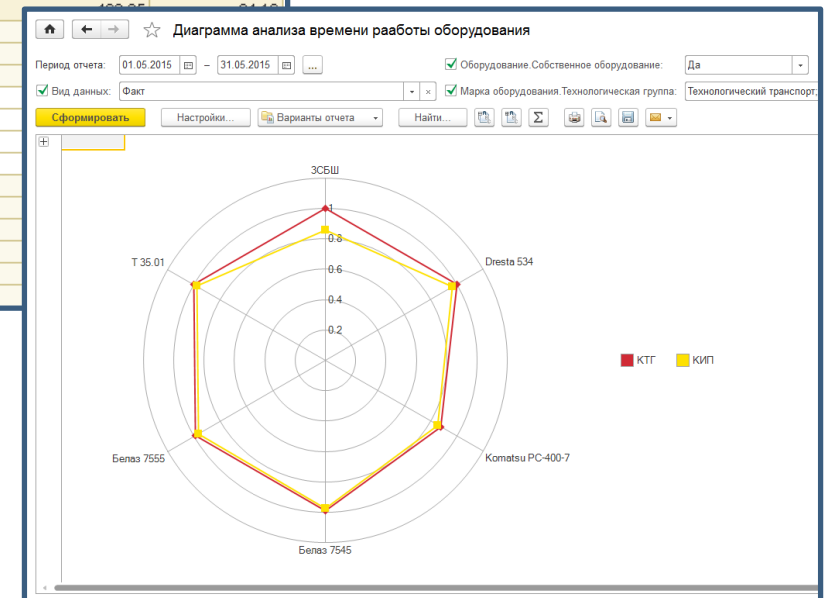 Диаграмма анализа времени рааботы оборудования
Период отчета: 01.05.2015 – 31.05.2015 ... Оборудование.Собственное оборудование: Да
Вид данных: Факт Марка оборудования.Технологическая группа: Технологический транспорт;
Сформировать Настройки... Варианты отчета Найти... Σ
ЗСБШ
1
0.8
Т 35.01 Dresta 534
0.6
0.4
0.2
КТГ КИП
Белаз 7555 Komatsu PC-400-7
Белаз 7545